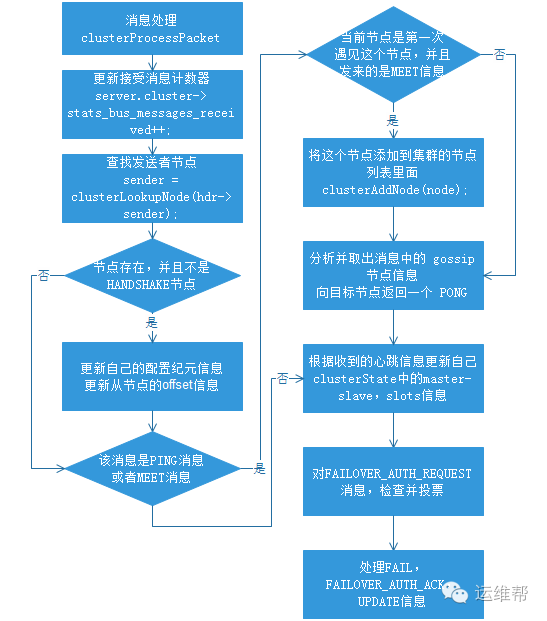 消息处理
clusterProcessPacket
更新接受消息计数器
server.cluster->
stats_bus_messages_recei
ived++;
查找发送者节点
sender =
clusterLookupNode(hdr->
sender);
节点存在，并且不是
HANDSHAKE节点
否
是
更新自己的配置纪元信息
更新从节点的offset信息
该消息是PING消息
或者MEET消息
是
否
当前节点是第一次
遇见这个节点，并且
发来的是MEET信息
否
是
将这个节点添加到集群的节点
列表里面
clusterAddNode(node);
分析并取出消息中的 gossip
节点信息
向目标节点返回一个 PONG
根据收到的心跳信息更新自己
clusterState中的master-
slave，slots信息
对FAILOVER_AUTH_REQUEST
消息，检查并投票
处理FAIL，
FAILOVER_AUTH_ACK
UPDATE信息
运维帮